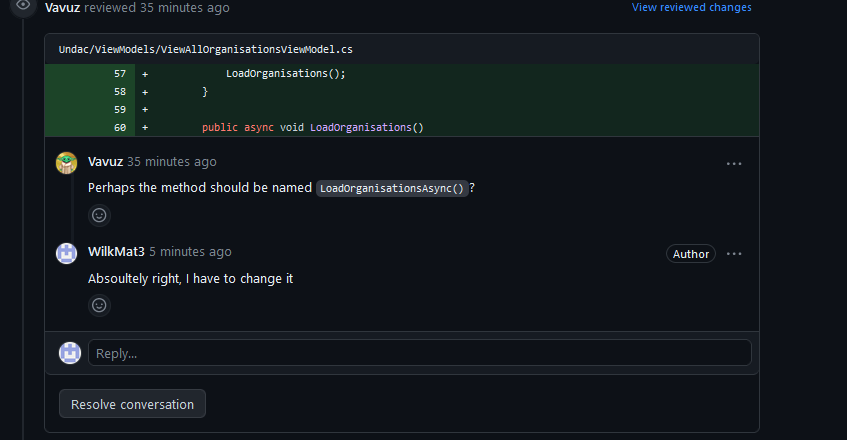 Vavuz reviewed 35 minutes ago
View reviewed changes
Undac/ViewModels/ViewAllOrganisationsViewModel.cs
57 + LoadOrganisations();
58 + }
59 +
60 + public async void LoadOrganisations()
Vavuz 35 minutes ago
Perhaps the method should be named LoadOrganisationsAsync()?
WilkMat3 5 minutes ago
Author
Absoultely right, I have to change it
Reply...
Resolve conversation